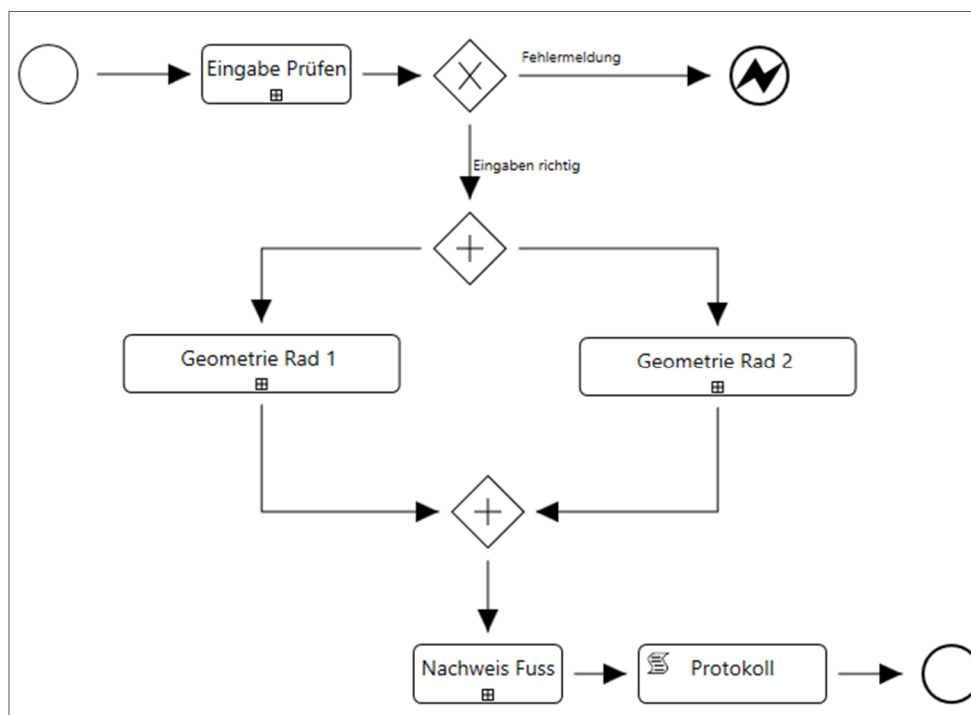 Eingabe Prüfen
Fehlermeldung
Eingaben richtig
Geometrie Rad 1
Geometrie Rad 2
Nachweis Fuss
Protokoll